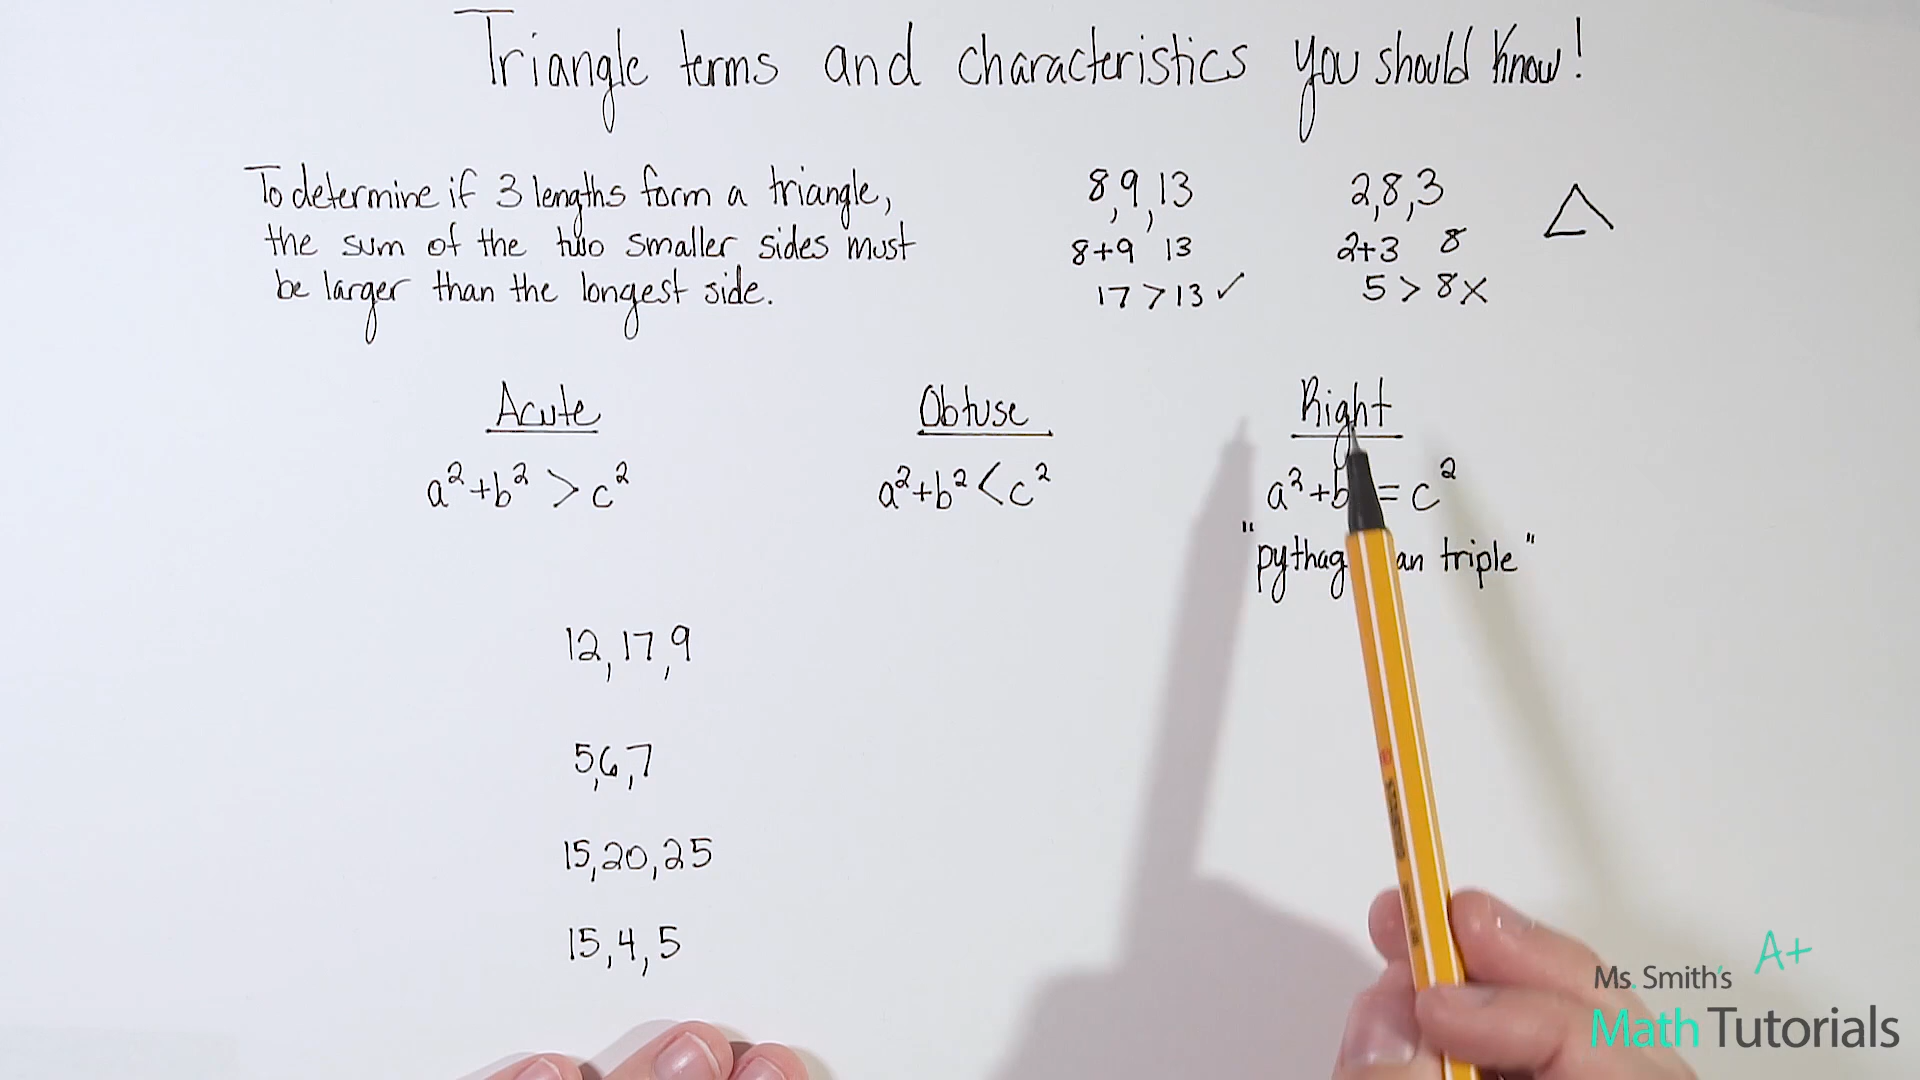 Triangle terms and characteristics you should know!
To determine if 3 lengths form a triangle,
the sum of the two smaller sides must
be larger than the longest side.
8,9,13
8+9 13
17 > 13 ✓
2,8,3
2+3 8
5 > 8 X
Acute
a²+b² > c²
Obtuse
a²+b² < c²
Right
a²+b = c²
"pythag an triple"
12,17,9
5,6,7
15,20,25
15,4,5
A+
Ms. Smith's
Math Tutorials